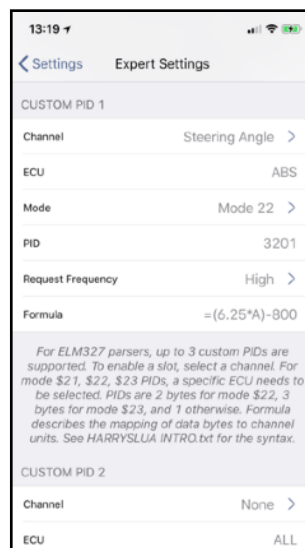 13:19
Settings Expert Settings
CUSTOM PID 1
Channel Steering Angle
ECU ABS
Mode Mode 22
PID 3201
Request Frequency High
Formula =(6.25*A)-800
For ELM327 parsers, up to 3 custom PIDs are
supported. To enable a slot, select a channel. For
mode $21, $22, $23 PIDs, a specific ECU needs to
be selected. PIDs are 2 bytes for mode $22, 3
bytes for mode $23, and 1 otherwise. Formula
describes the mapping of data bytes to channel
units. See HARRYSLUA INTRO.txt for the syntax.
CUSTOM PID 2
Channel None
ECU ALL